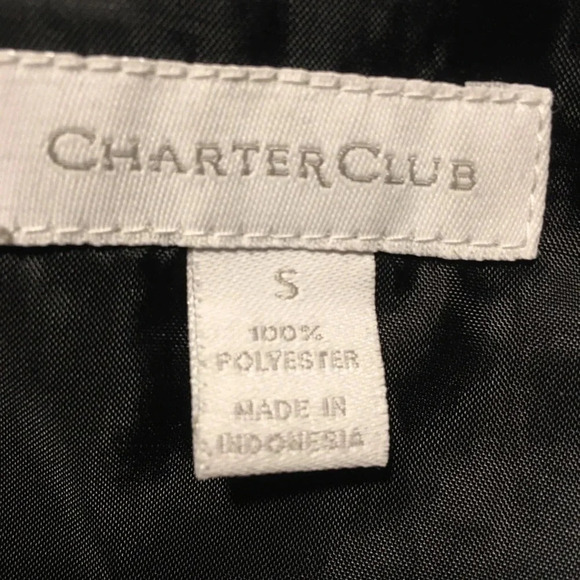 CHARTER CLUB
S
100%
POLYESTER
MADE IN
INDONESIA